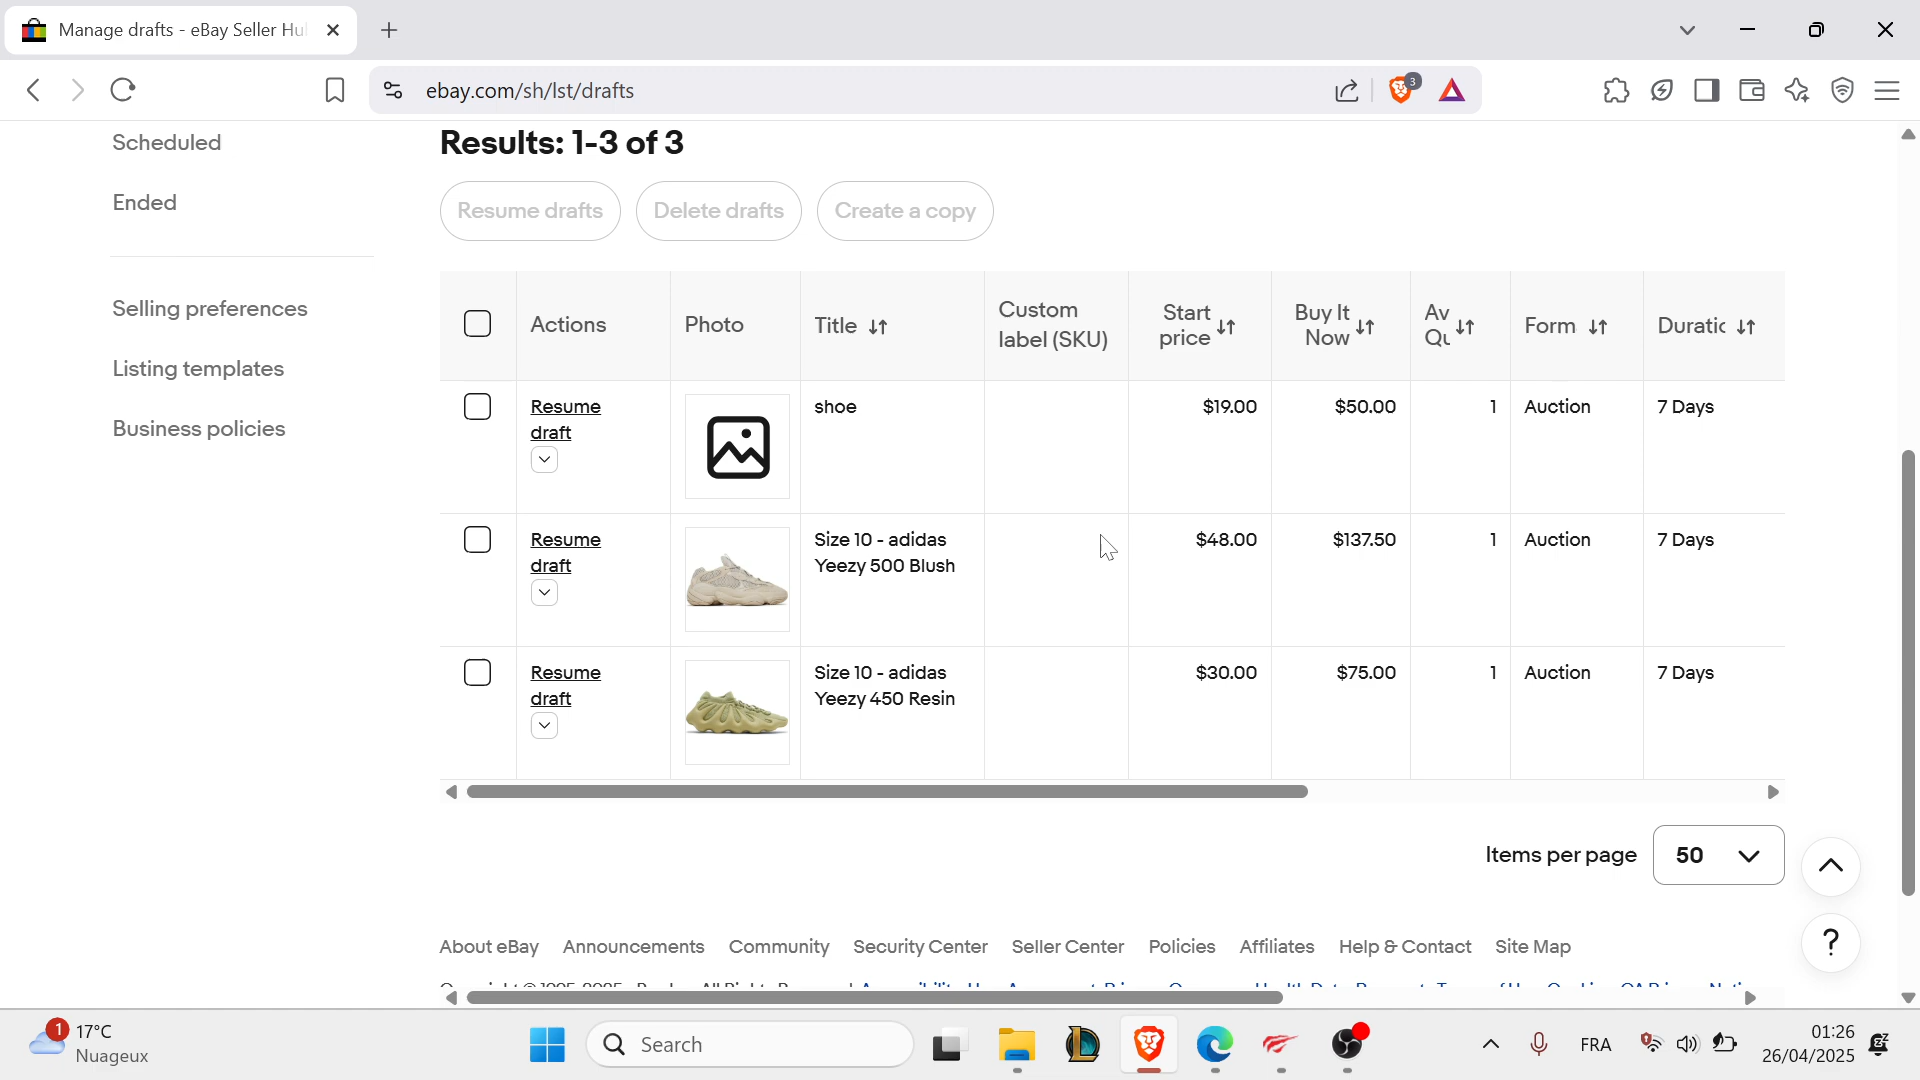 Manage drafts - eBay Seller Hu
ebay.com/sh/lst/drafts
3
Scheduled
Ended
Selling preferences
Listing templates
Business policies
Results: 1-3 of 3
Resume drafts
Delete drafts
Create a copy
Actions
Photo
Title
Custom
label (SKU)
Start
price
Buy It
Now
Av
Form
Duratic
Resume
draft
shoe
$19.00
$50.00
1
Auction
7 Days
Resume
draft
Size 10 - adidas
Yeezy 500 Blush
$48.00
$137.50
1
Auction
7 Days
Resume
draft
Size 10 - adidas
Yeezy 450 Resin
$30.00
$75.00
1
Auction
7 Days
Items per page
50
?
About eBay Announcements Community Security Center Seller Center Policies Affiliates Help & Contact Site Map
1
17°C
Nuageux
Search
FRA
01:26
26/04/2025